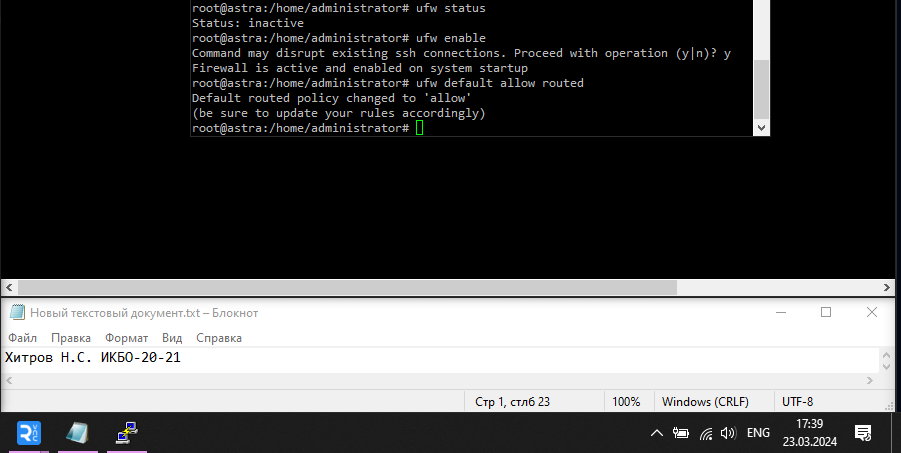 root@astra:/home/administrator# ufw status
Status: inactive
root@astra:/home/administrator# ufw enable
Command may disrupt existing ssh connections. Proceed with operation (y|n)? y
Firewall is active and enabled on system startup
root@astra:/home/administrator# ufw default allow routed
Default routed policy changed to 'allow'
(be sure to update your rules accordingly)
root@astra:/home/administrator#
Новый текстовый документ.txt – Блокнот
Файл Правка Формат Вид Справка
Хитров Н.С. ИКБО-20-21
Стр 1, стлб 23 100% Windows (CRLF) UTF-8
ENG 17:39
23.03.2024